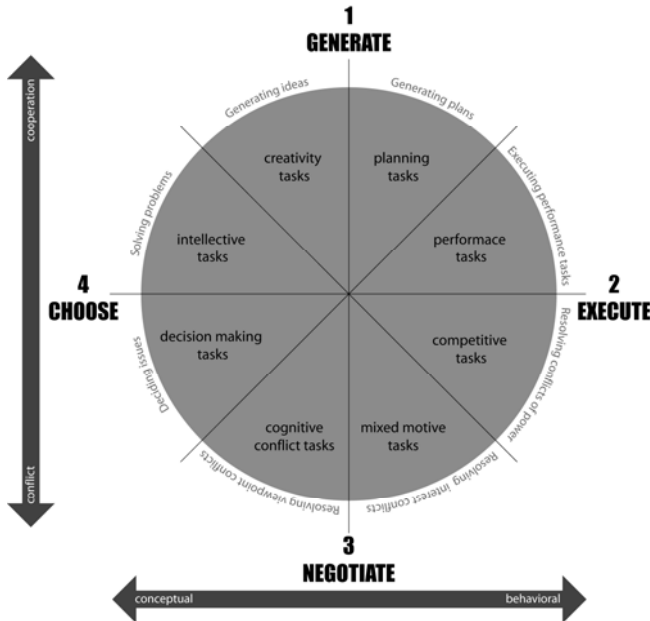 1
GENERATE
cooperation
Generating ideas
Generating plans
creativity
tasks
planning
tasks
Solving problems
Executing performance tasks
intellective
tasks
performace
tasks
4
CHOOSE
2
EXECUTE
decision making
tasks
competitive
tasks
Deciding issues
Resolving conflicts of power
cognitive
conflict tasks
mixed motive
tasks
Resolving viewpoint conflicts
Resolving interest conflicts
conflict
3
NEGOTIATE
conceptual
behavioral